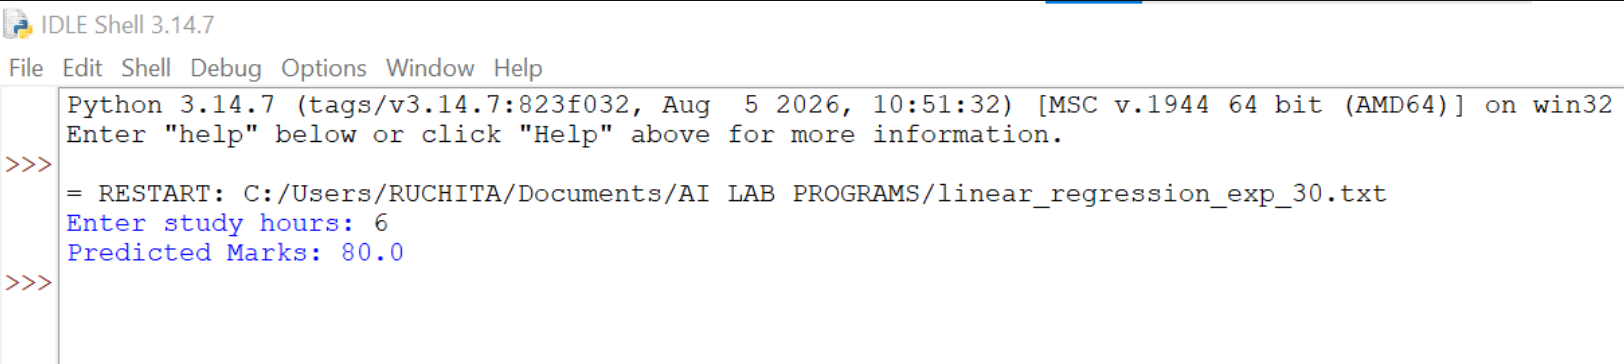 IDLE Shell 3.14.7
File Edit Shell Debug Options Window Help
Python 3.14.7 (tags/v3.14.7:823f032, Aug  5 2026, 10:51:32) [MSC v.1944 64 bit (AMD64)] on win32
Enter "help" below or click "Help" above for more information.
>>>
= RESTART: C:/Users/RUCHITA/Documents/AI LAB PROGRAMS/linear_regression_exp_30.txt
Enter study hours: 6
Predicted Marks: 80.0
>>>